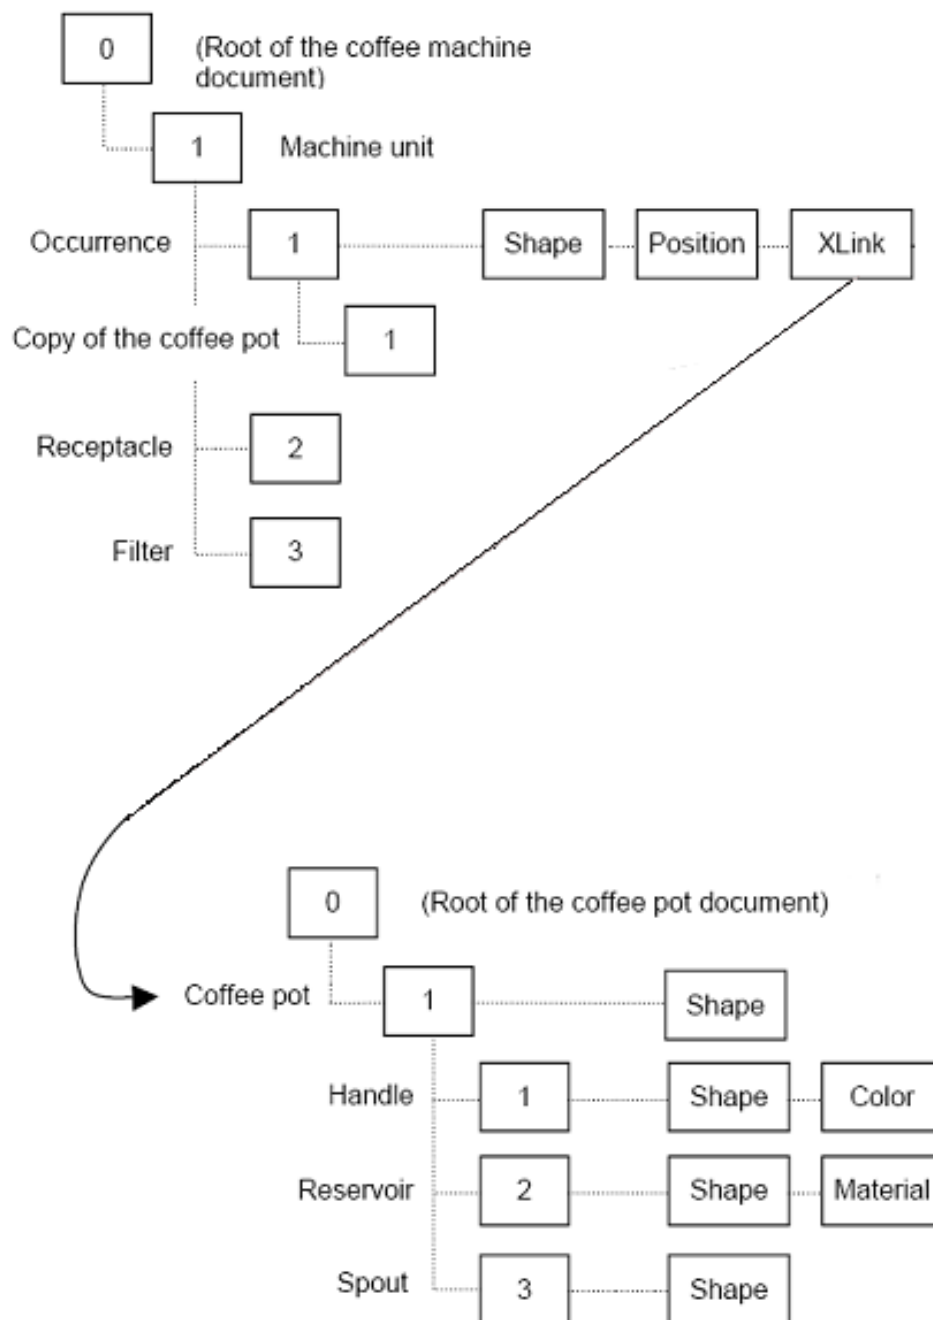 0
(Root of the coffee machine
document)
1
Machine unit
Occurrence
1
Shape
Position
XLink
Copy of the coffee pot
1
Receptacle
2
Filter
3
0
(Root of the coffee pot document)
Coffee pot
1
Shape
Handle
1
Shape
Color
Reservoir
2
Shape
Material
Spout
3
Shape